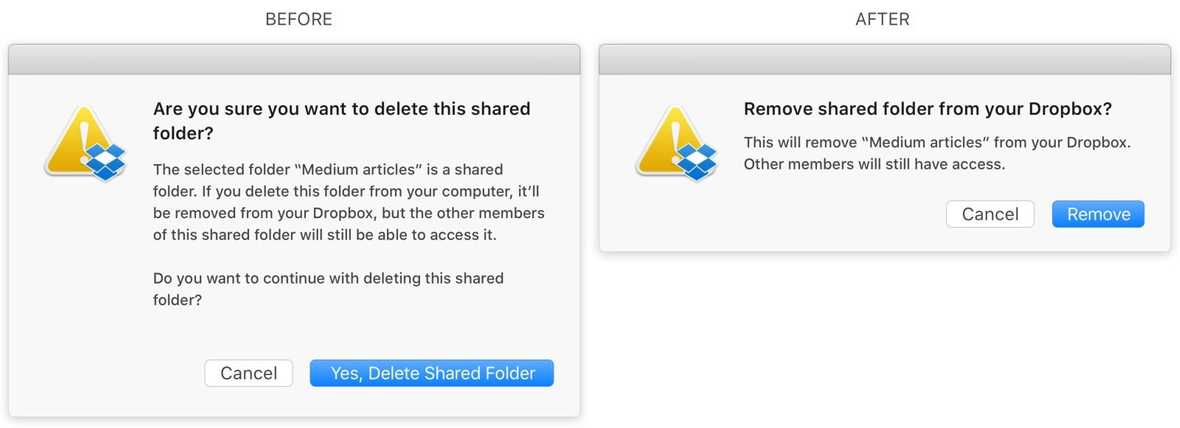 BEFORE
Are you sure you want to delete this shared
folder?
The selected folder “Medium articles” is a shared
folder. If you delete this folder from your computer, it’ll
be removed from your Dropbox, but the other members
of this shared folder will still be able to access it.
Do you want to continue with deleting this shared
folder?
Cancel
Yes, Delete Shared Folder
AFTER
Remove shared folder from your Dropbox?
This will remove “Medium articles” from your Dropbox.
Other members will still have access.
Cancel
Remove